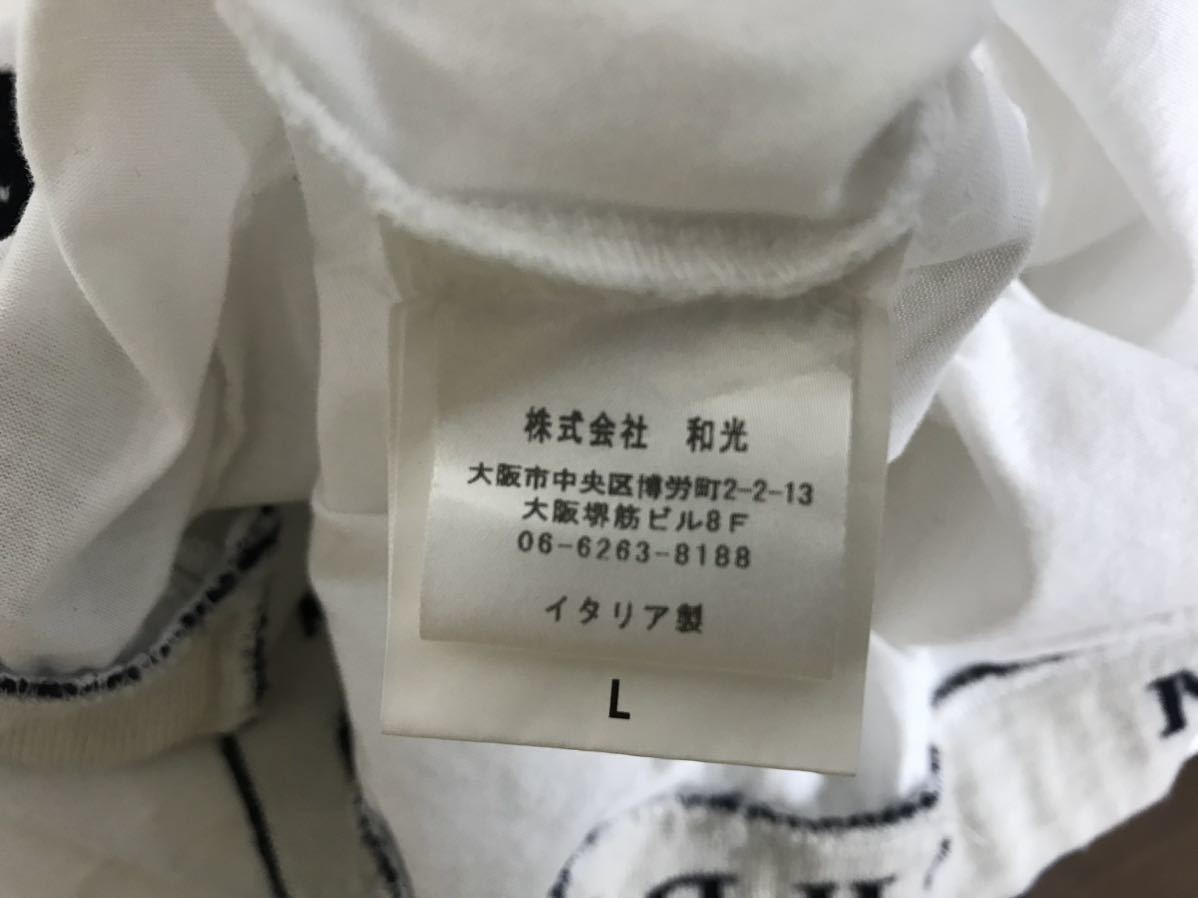 株式会社　和光
大阪市中央区博労町2-2-13
大阪堺筋ビル8F
06-6263-8188
イタリア製
L